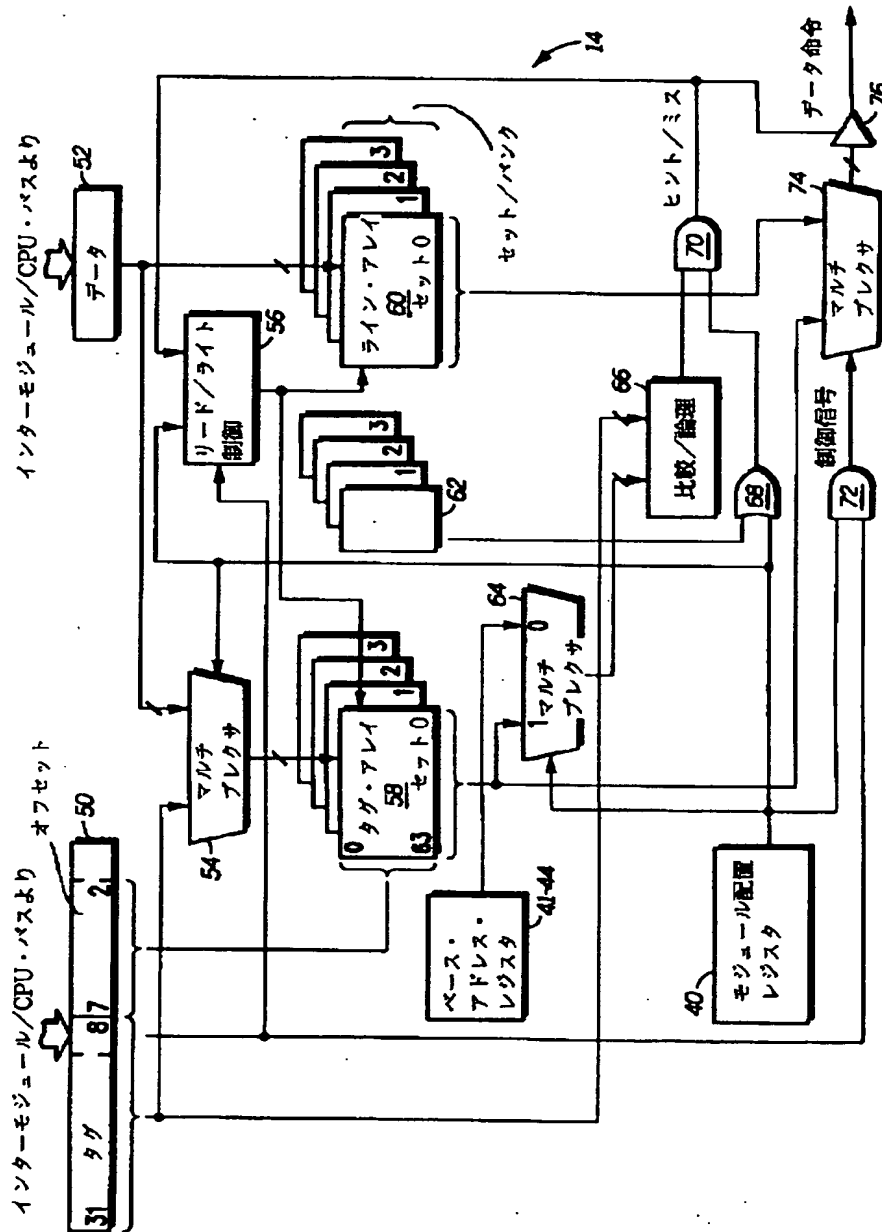 インターモジュール/CPU・バスより
50
オフセット
31
タグ
8
7
2
インターモジュール/CPU・バスより
52
データ
マルチ
プレクサ
54
リード/ライト
制御
56
0
タグ・アレイ
58
セット0
63
1
2
3
62
1
2
3
ライン・アレイ
60
セット0
1
2
3
セット/バンク
14
ベース・
アドレス・
レジスタ
41-44
64
1
0
マルチ
プレクサ
66
比較/論理
68
70
ヒント/ミス
モジュール配置
レジスタ
40
72
制御信号
74
マルチ
プレクサ
76
データ命令